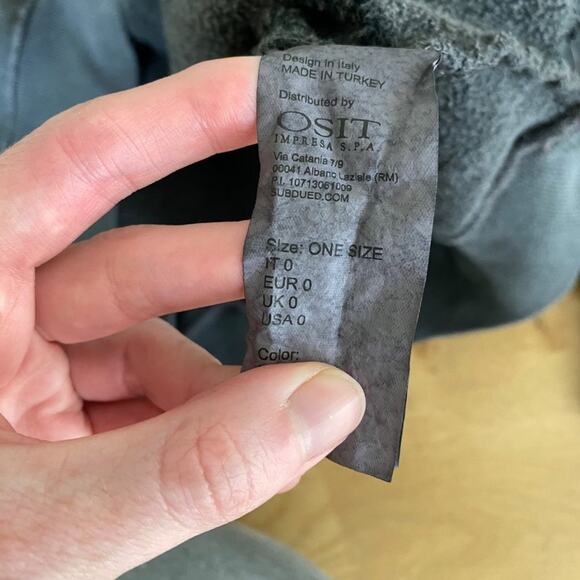 Design in Italy
MADE IN TURKEY
Distributed by
OSIT
IMPRESA S.P.A.
Via Catania 7/9
00041 Albano Laziale (RM)
P.I. 10713061009
SUBDUED.COM
Size: ONE SIZE
IT 0
EUR 0
UK 0
USA 0
Color: